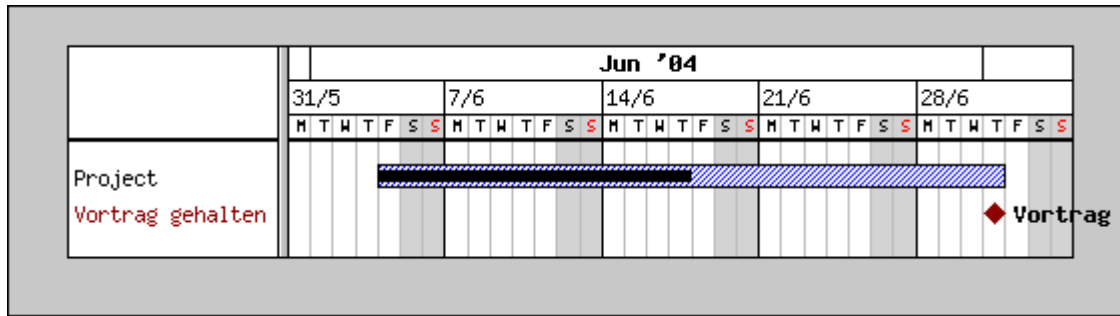 Jun '04
31/5 7/6 14/6 21/6 28/6
M T W T F S S M T W T F S S M T W T F S S M T W T F S S M T W T F S S
Project
Vortrag gehalten Vortrag